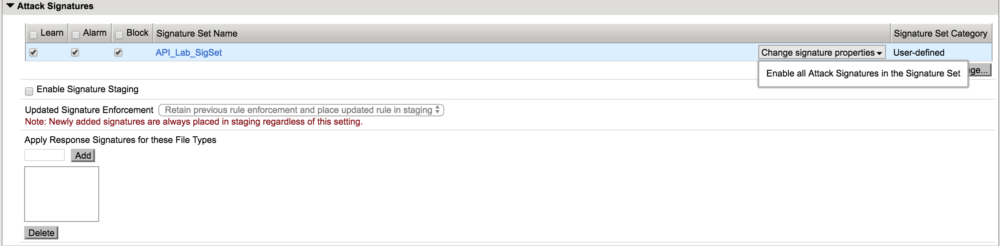 Attack Signatures
Learn Alarm Block Signature Set Name Signature Set Category
API_Lab_SigSet Change signature properties User-defined
Enable all Attack Signatures in the Signature Set
Enable Signature Staging
Updated Signature Enforcement Retain previous rule enforcement and place updated rule in staging
Note: Newly added signatures are always placed in staging regardless of this setting.
Apply Response Signatures for these File Types
Add
Delete